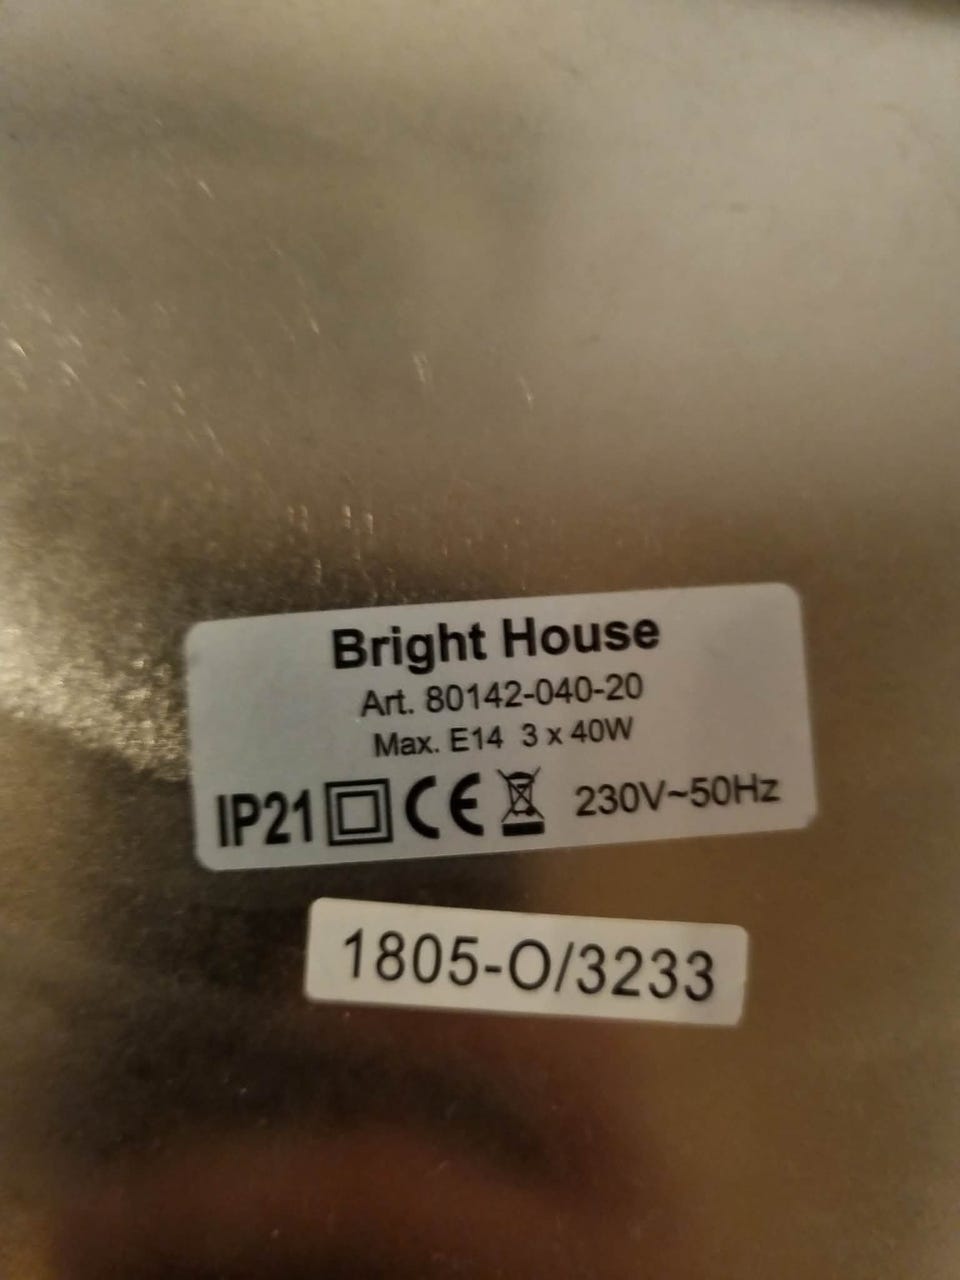 Bright House
Art. 80142-040-20
Max. E14 3 x 40W
IP21 CE 230V~50Hz
1805-O/3233